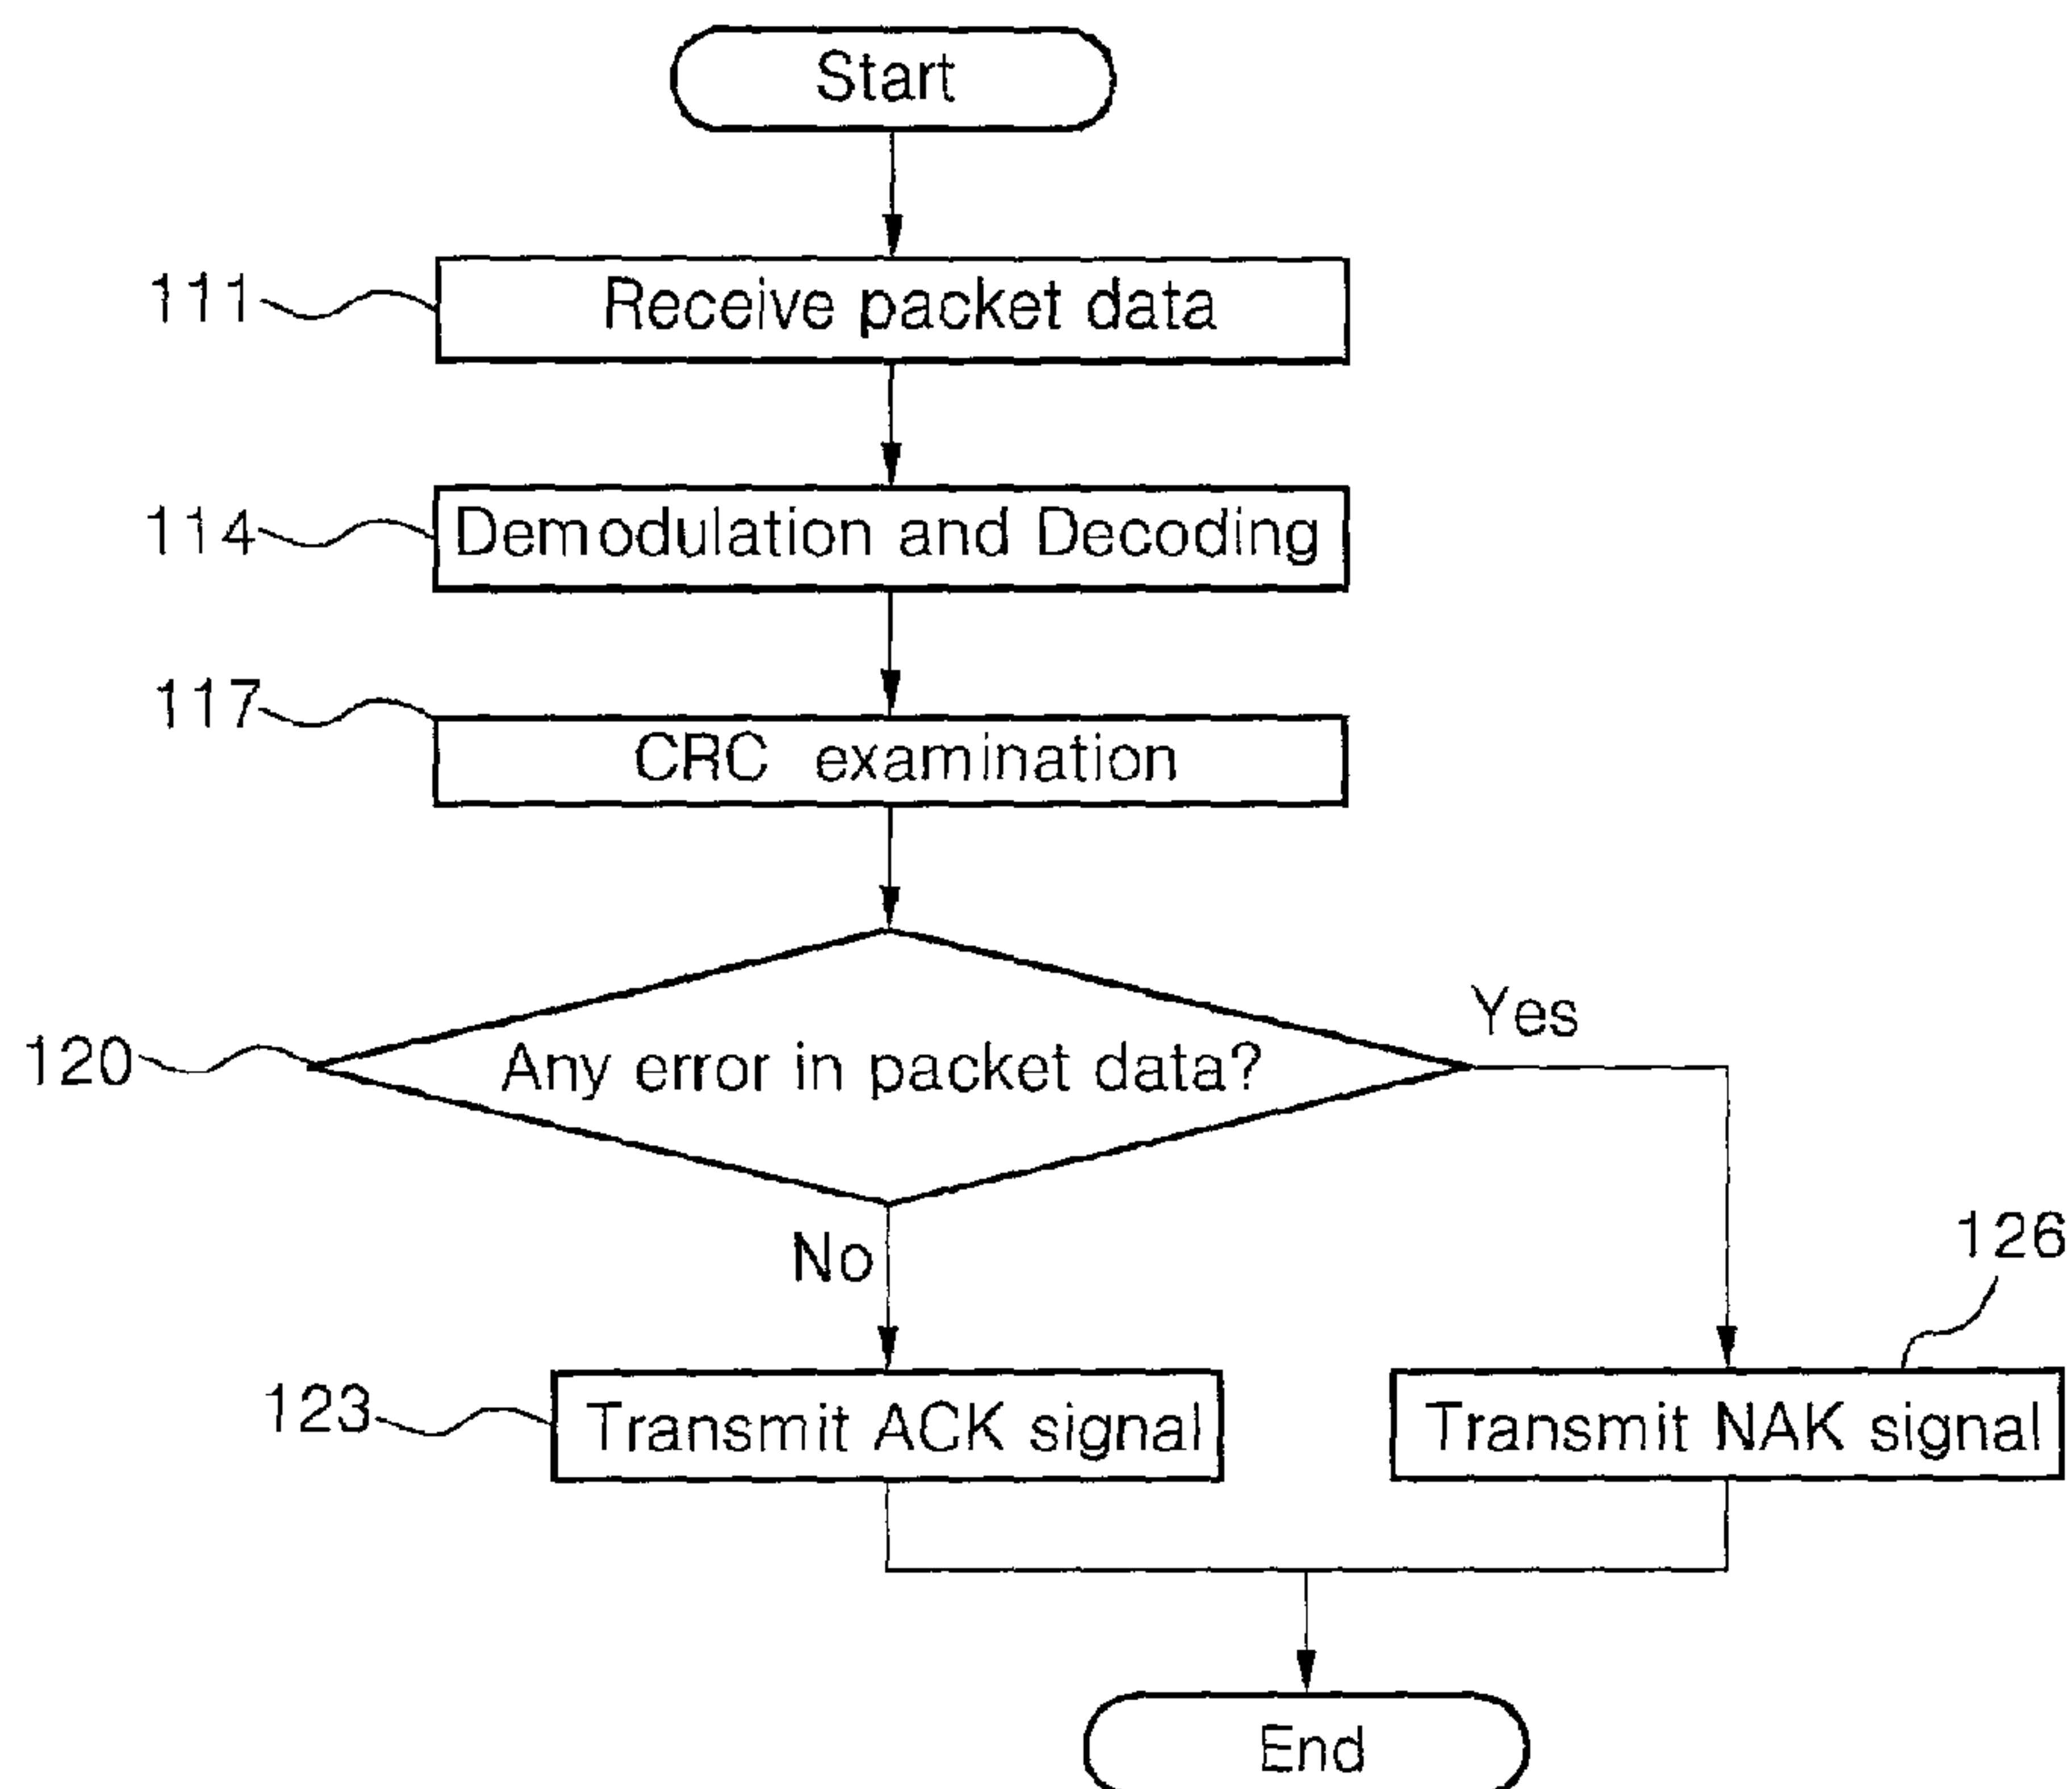 Start
111
Receive packet data
114
Demodulation and Decoding
117
CRC examination
120
Any error in packet data?
Yes
No
126
123
Transmit ACK signal
Transmit NAK signal
End